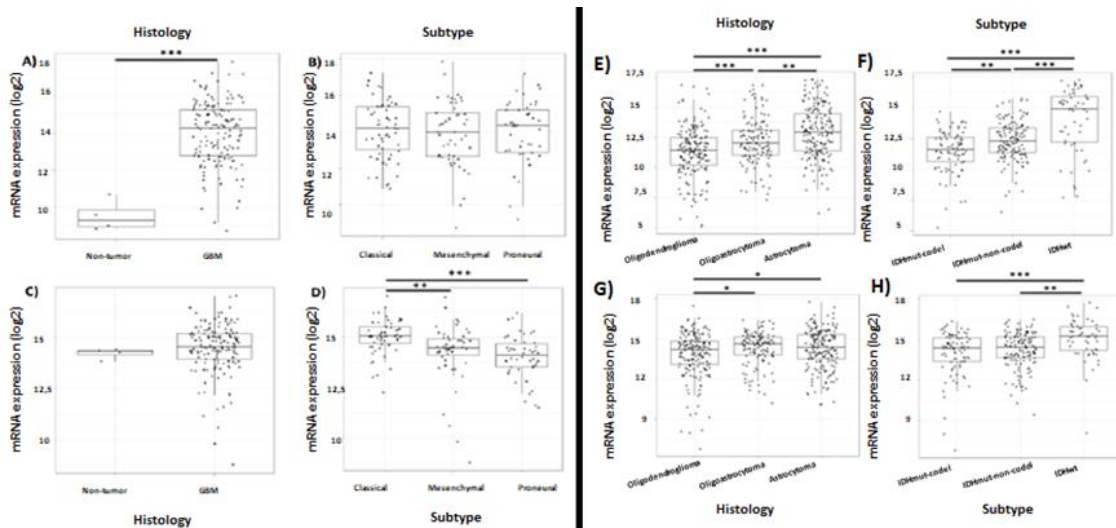 Histology
Subtype
A)
***
mRNA expression (log2)
18
16
14
12
10
Non-tumor
GBM
B)
mRNA expression (log2)
18
16
14
12
10
Classical
Mesenchymal
Proneural
C)
mRNA expression (log2)
15
12,5
10
Non-tumor
GBM
Histology
D)
***
**
mRNA expression (log2)
15
12,5
10
Classical
Mesenchymal
Proneural
Subtype
Histology
Subtype
E)
***
***
**
mRNA expression (log2)
17,5
15
12,5
10
7,5
5
Oligodendroglioma
Oligoastrocytoma
Astrocytoma
F)
***
**
***
mRNA expression (log2)
17,5
15
12,5
10
7,5
5
IDHmut-codel
IDHmut-non-codel
IDHwt
G)
*
*
mRNA expression (log2)
18
15
12
9
Oligodendroglioma
Oligoastrocytoma
Astrocytoma
Histology
H)
***
**
mRNA expression (log2)
18
15
12
9
IDHmut-codel
IDHmut-non-codel
IDHwt
Subtype